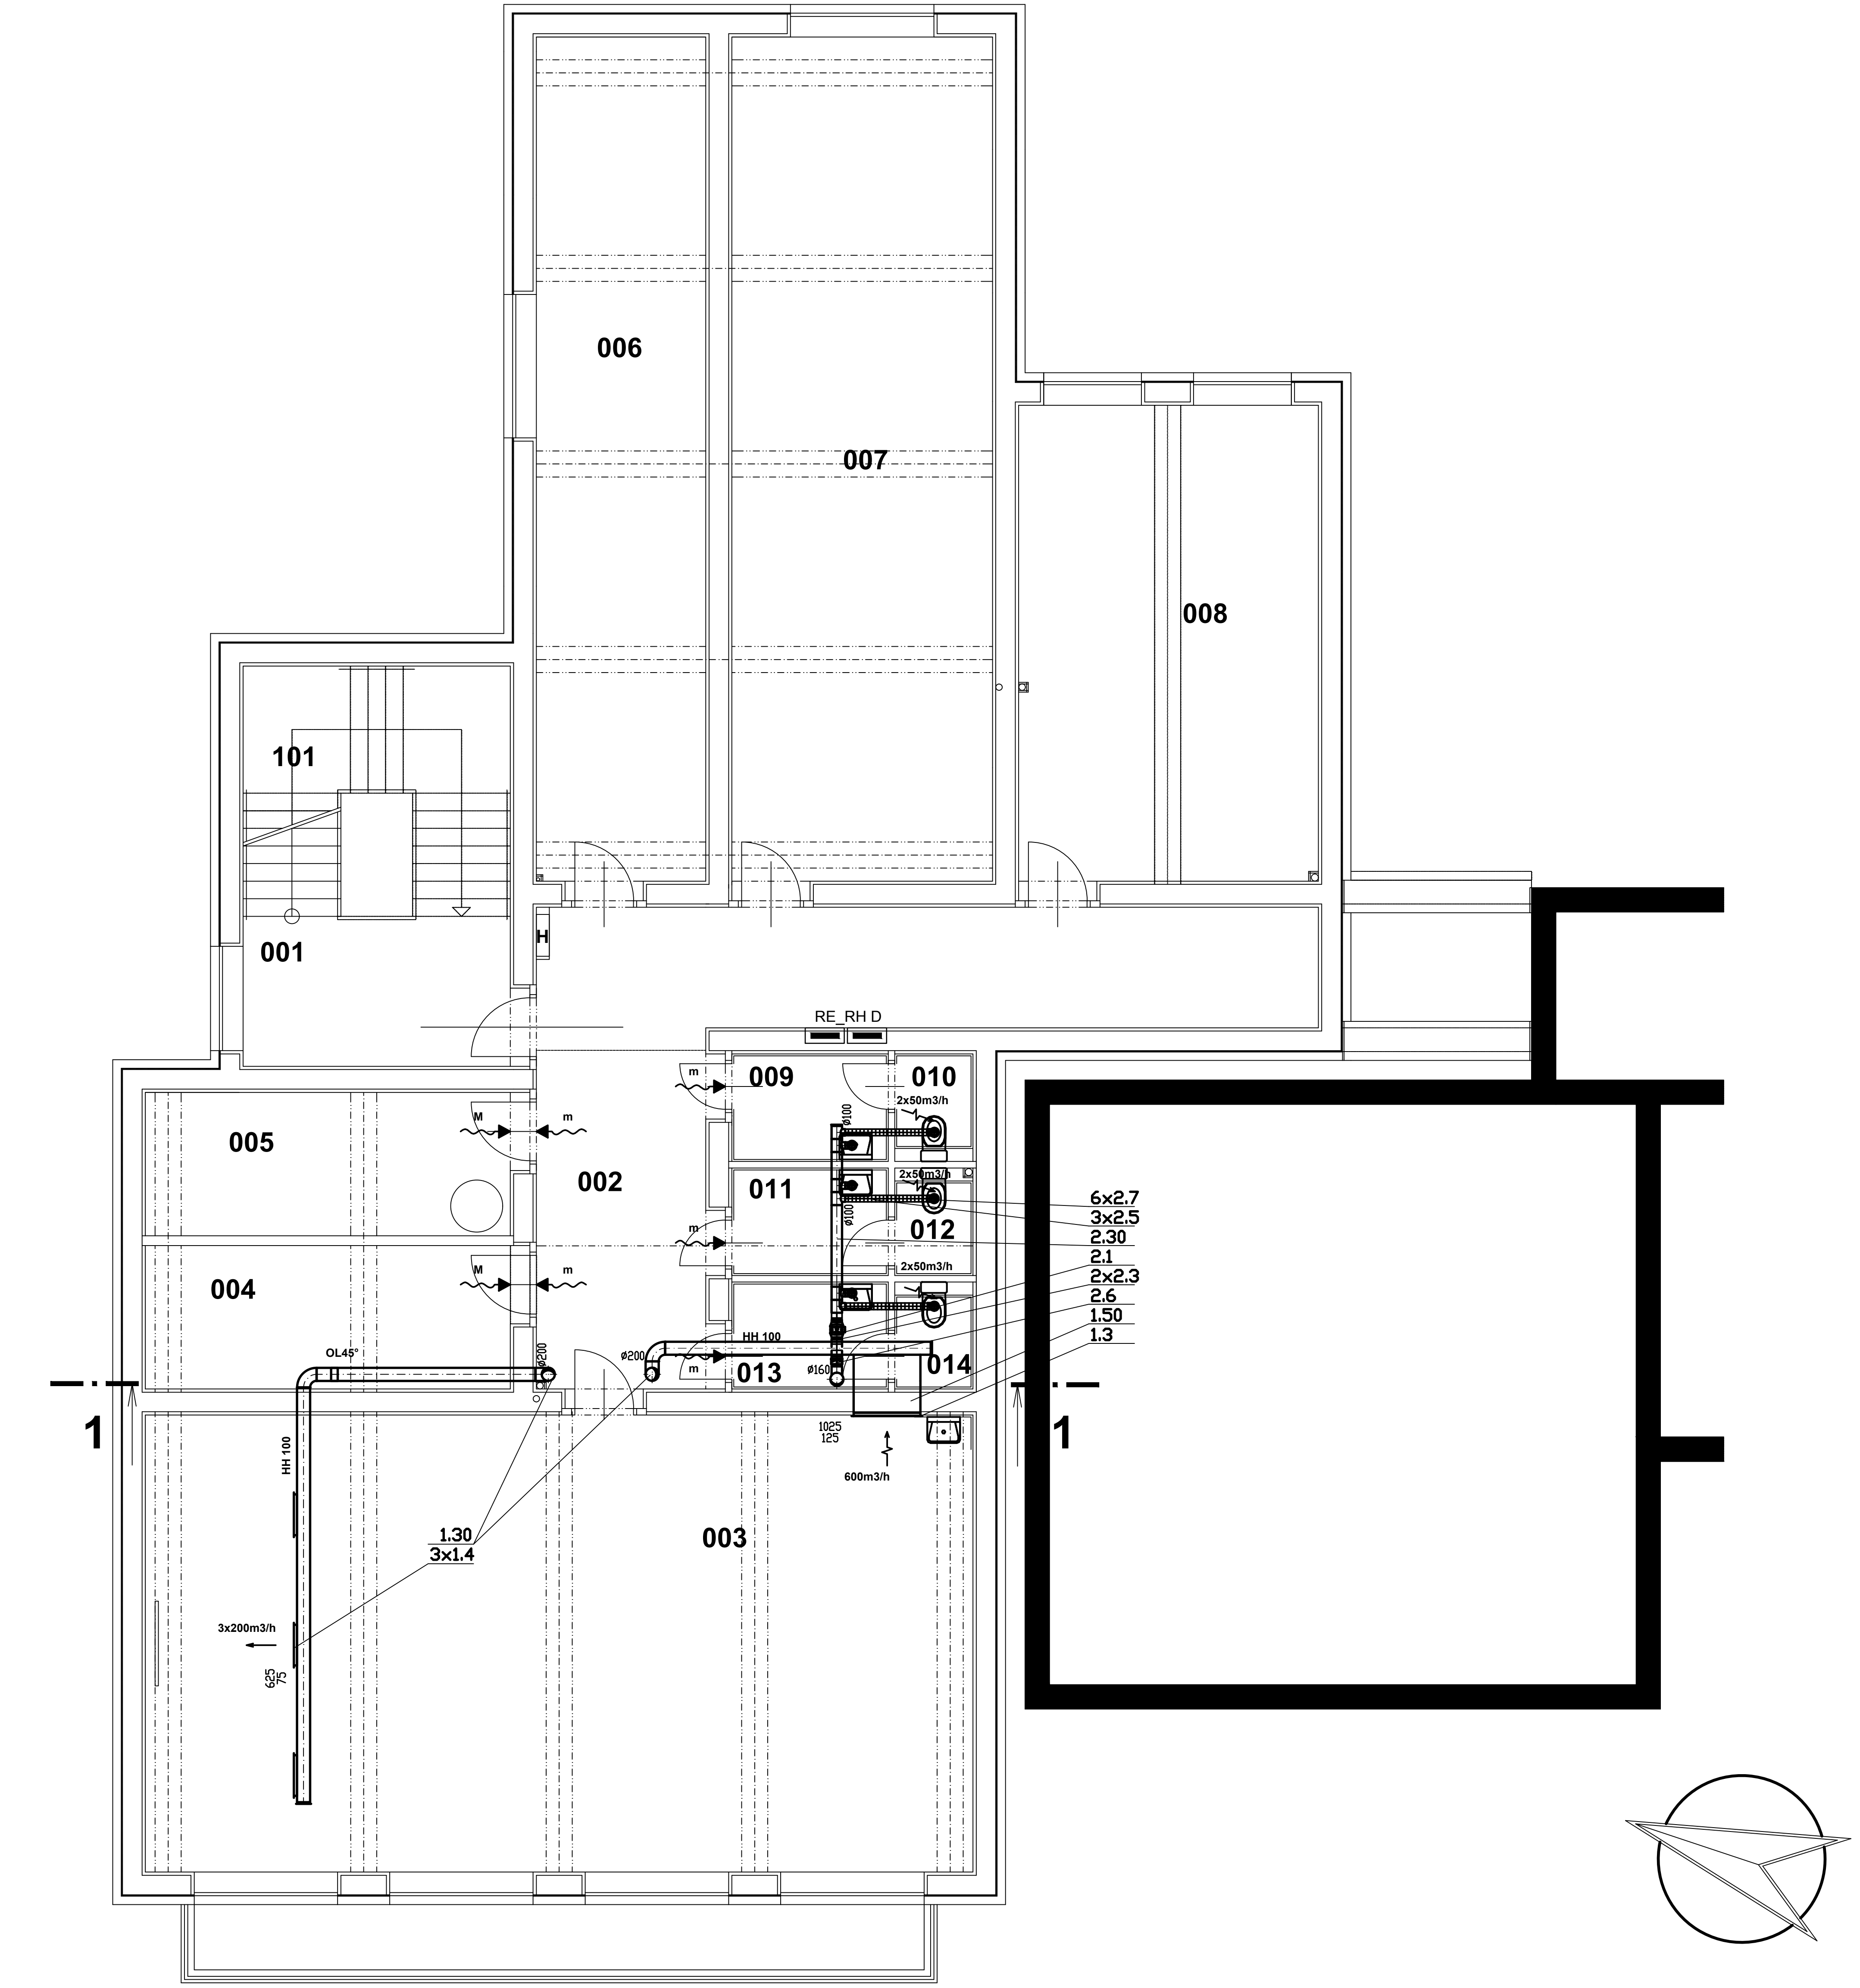 006
007
008
101
001
H
RE_RH D
m
009
010
2x50m3/h
ø100
M
m
005
002
011
2x50m3/h
ø100
012
6x2.7
3x2.5
2.30
2.1
2x2.3
2.6
1.50
1.3
m
2x50m3/h
M
m
004
HH 100
OL45°
ø200
ø200
m
013
ø160
014
1
1
1025
125
600m3/h
HH 100
003
1.30
3x1.4
3x200m3/h
625
75